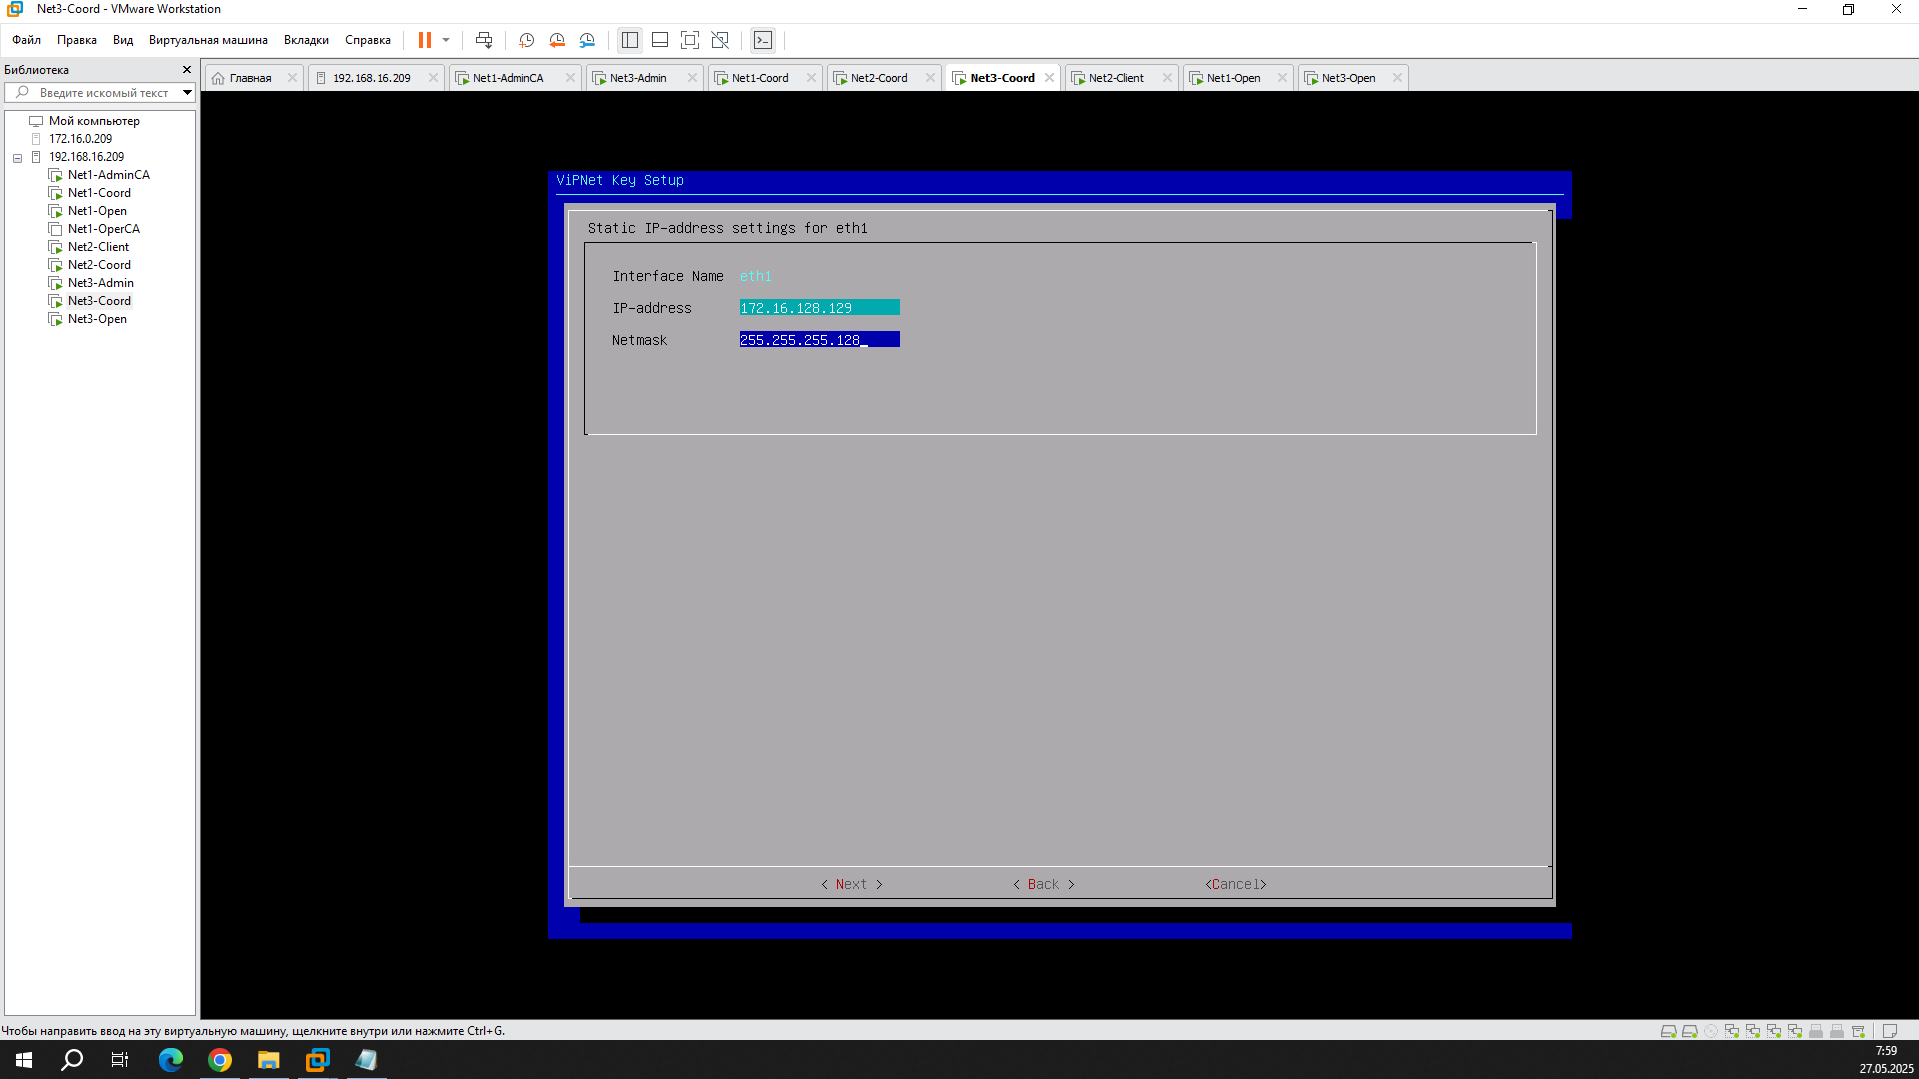 Net3-Coord - VMware Workstation
Файл Правка Вид Виртуальная машина Вкладки Справка
Библиотека
Введите искомый текст
Мой компьютер
172.16.0.209
192.168.16.209
Net1-AdminCA
Net1-Coord
Net1-Open
Net1-OperCA
Net2-Client
Net2-Coord
Net3-Admin
Net3-Coord
Net3-Open
Главная 192.168.16.209 Net1-AdminCA Net3-Admin Net1-Coord Net2-Coord Net3-Coord Net2-Client Net1-Open Net3-Open
ViPNet Key Setup
Static IP-address settings for eth1
Interface Name eth1
IP-address 172.16.128.129
Netmask 255.255.255.128_
< Next > < Back > <Cancel>
Чтобы направить ввод на эту виртуальную машину, щелкните внутри или нажмите Ctrl+G.
7:59
27.05.2025